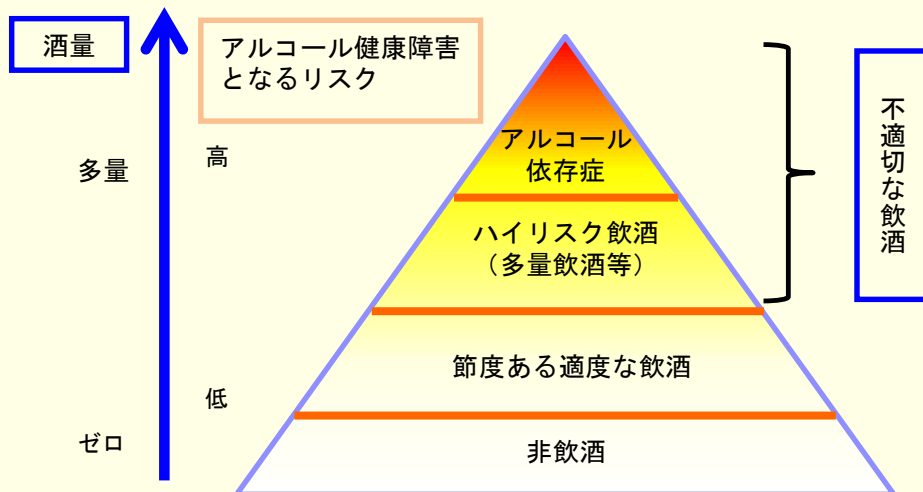 酒量
アルコール健康障害
となるリスク
多量
高
アルコール
依存症
ハイリスク飲酒
（多量飲酒等）
不適切な飲酒
節度ある適度な飲酒
低
ゼロ
非飲酒